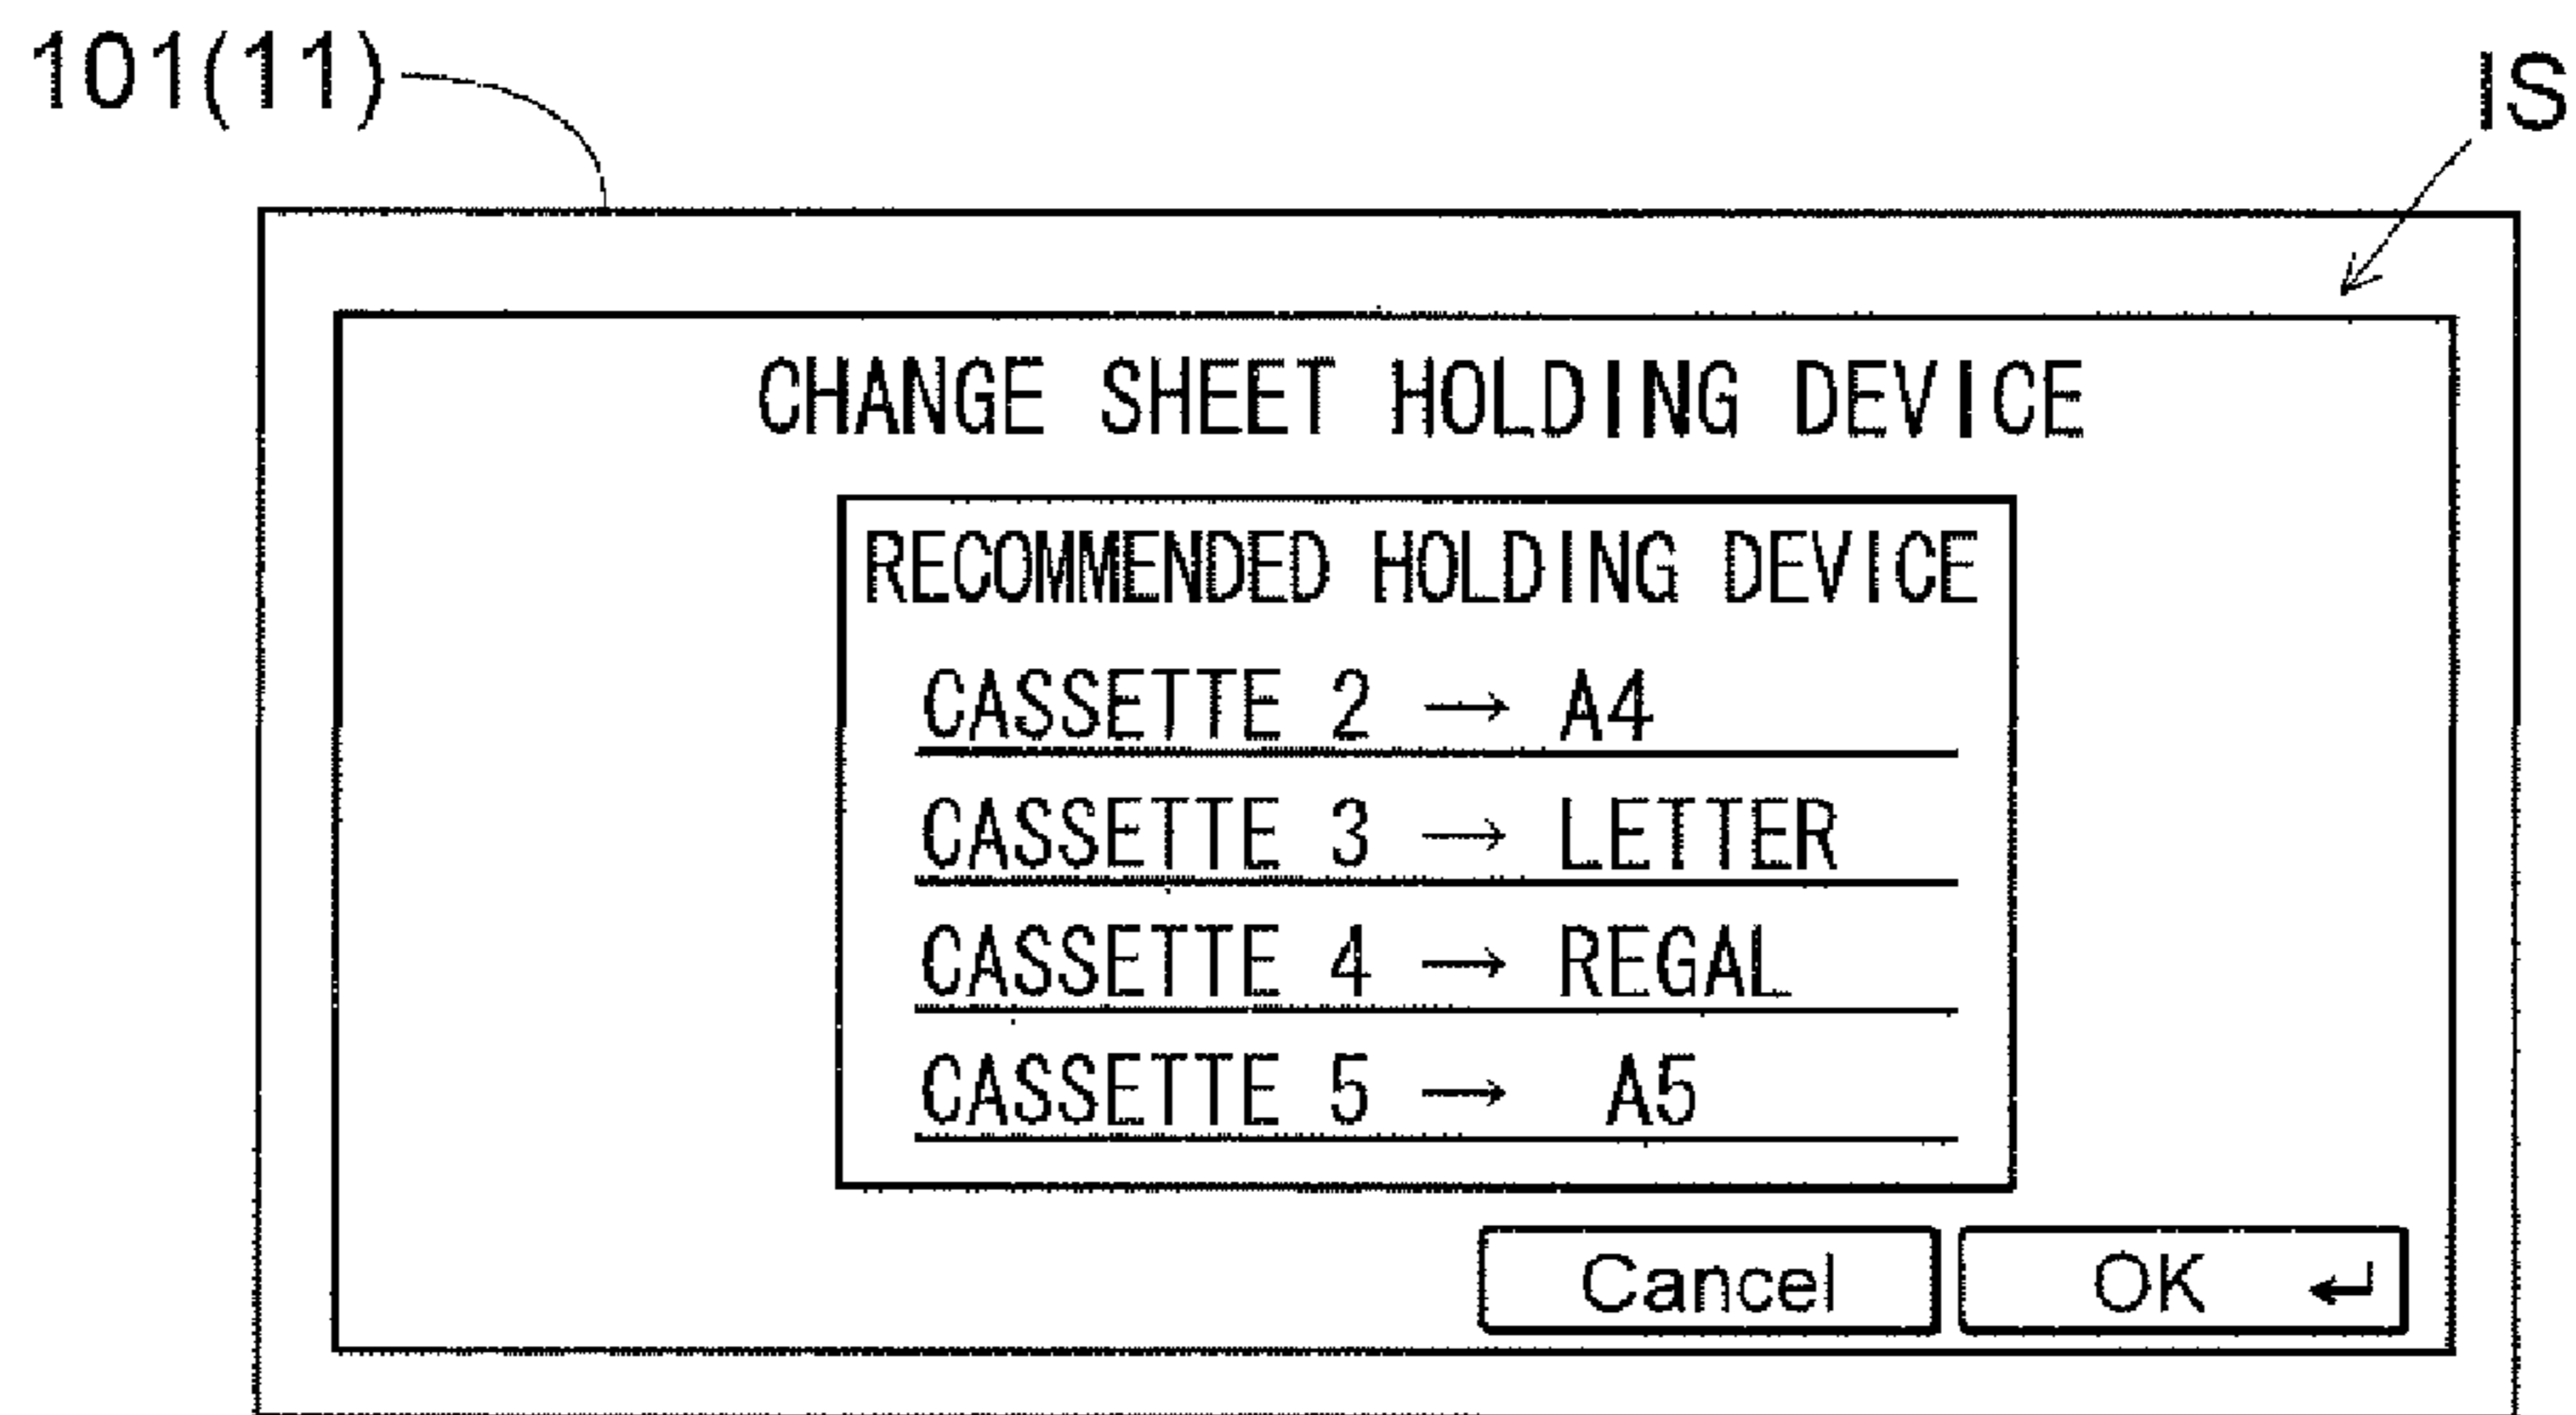 101(11)
IS
CHANGE SHEET HOLDING DEVICE
RECOMMENDED HOLDING DEVICE
CASSETTE 2 → A4
CASSETTE 3 → LETTER
CASSETTE 4 → REGAL
CASSETTE 5 → A5
Cancel
OK ↵